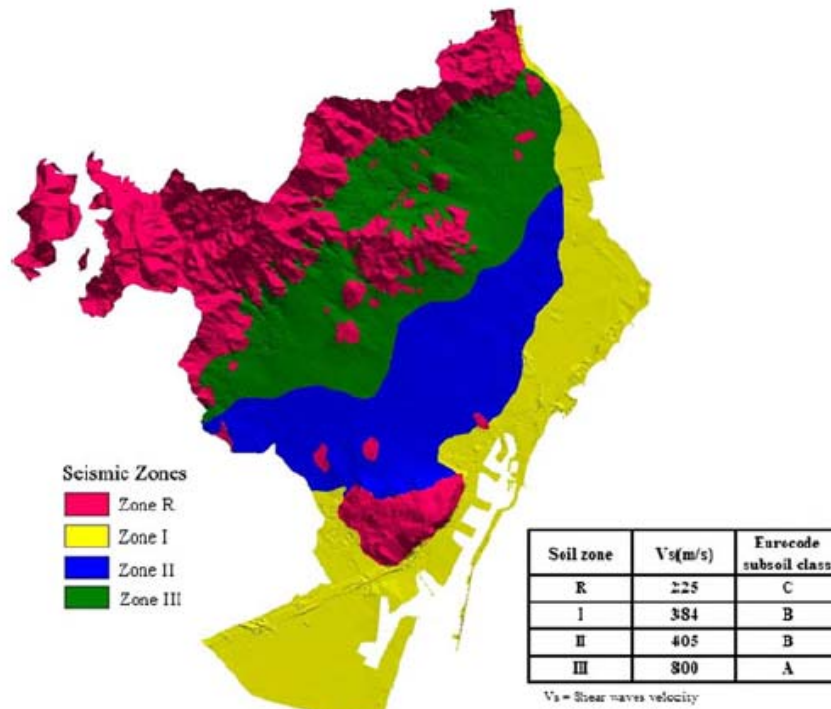 Seismic Zones
Zone R
Zone I
Zone II
Zone III
Soil zone Vs(m/s) Eurocode subsoil class
R 225 C
I 384 B
II 405 B
III 800 A
Vs = Shear waves velocity